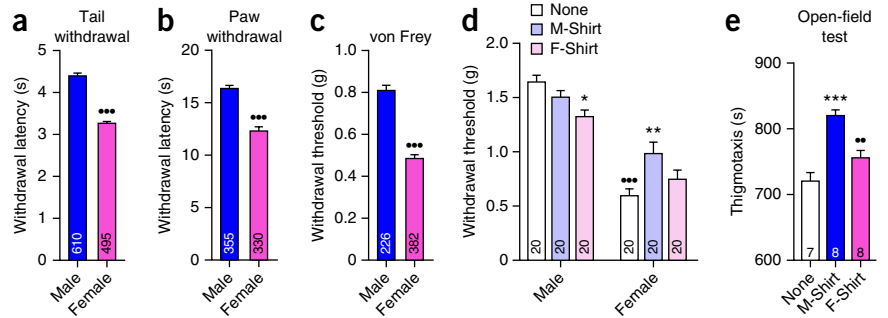 a
Tail
withdrawal
Withdrawal latency (s)
5
4
3
2
1
0
610
•••
495
Male
Female
b
Paw
withdrawal
Withdrawal latency (s)
20
15
10
5
0
355
•••
330
Male
Female
c
von Frey
Withdrawal threshold (g)
1.0
0.8
0.6
0.4
0.2
0.0
226
•••
382
Male
Female
d
None
M-Shirt
F-Shirt
Withdrawal threshold (g)
2.0
1.5
1.0
0.5
0
*
20
20
20
•••
**
20
20
20
Male
Female
e
Open-field
test
Thigmotaxis (s)
900
800
700
600
***
••
7
8
8
None
M-Shirt
F-Shirt